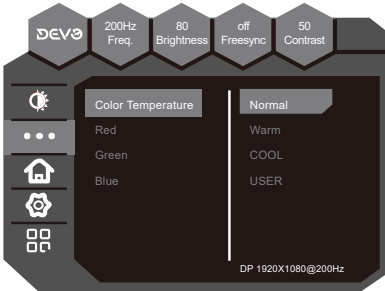 DEV9
200Hz
Freq.
80
Brightness
off
Freesync
50
Contrast
Color Temperature
Normal
Red
Warm
Green
COOL
Blue
USER
DP 1920X1080@200Hz